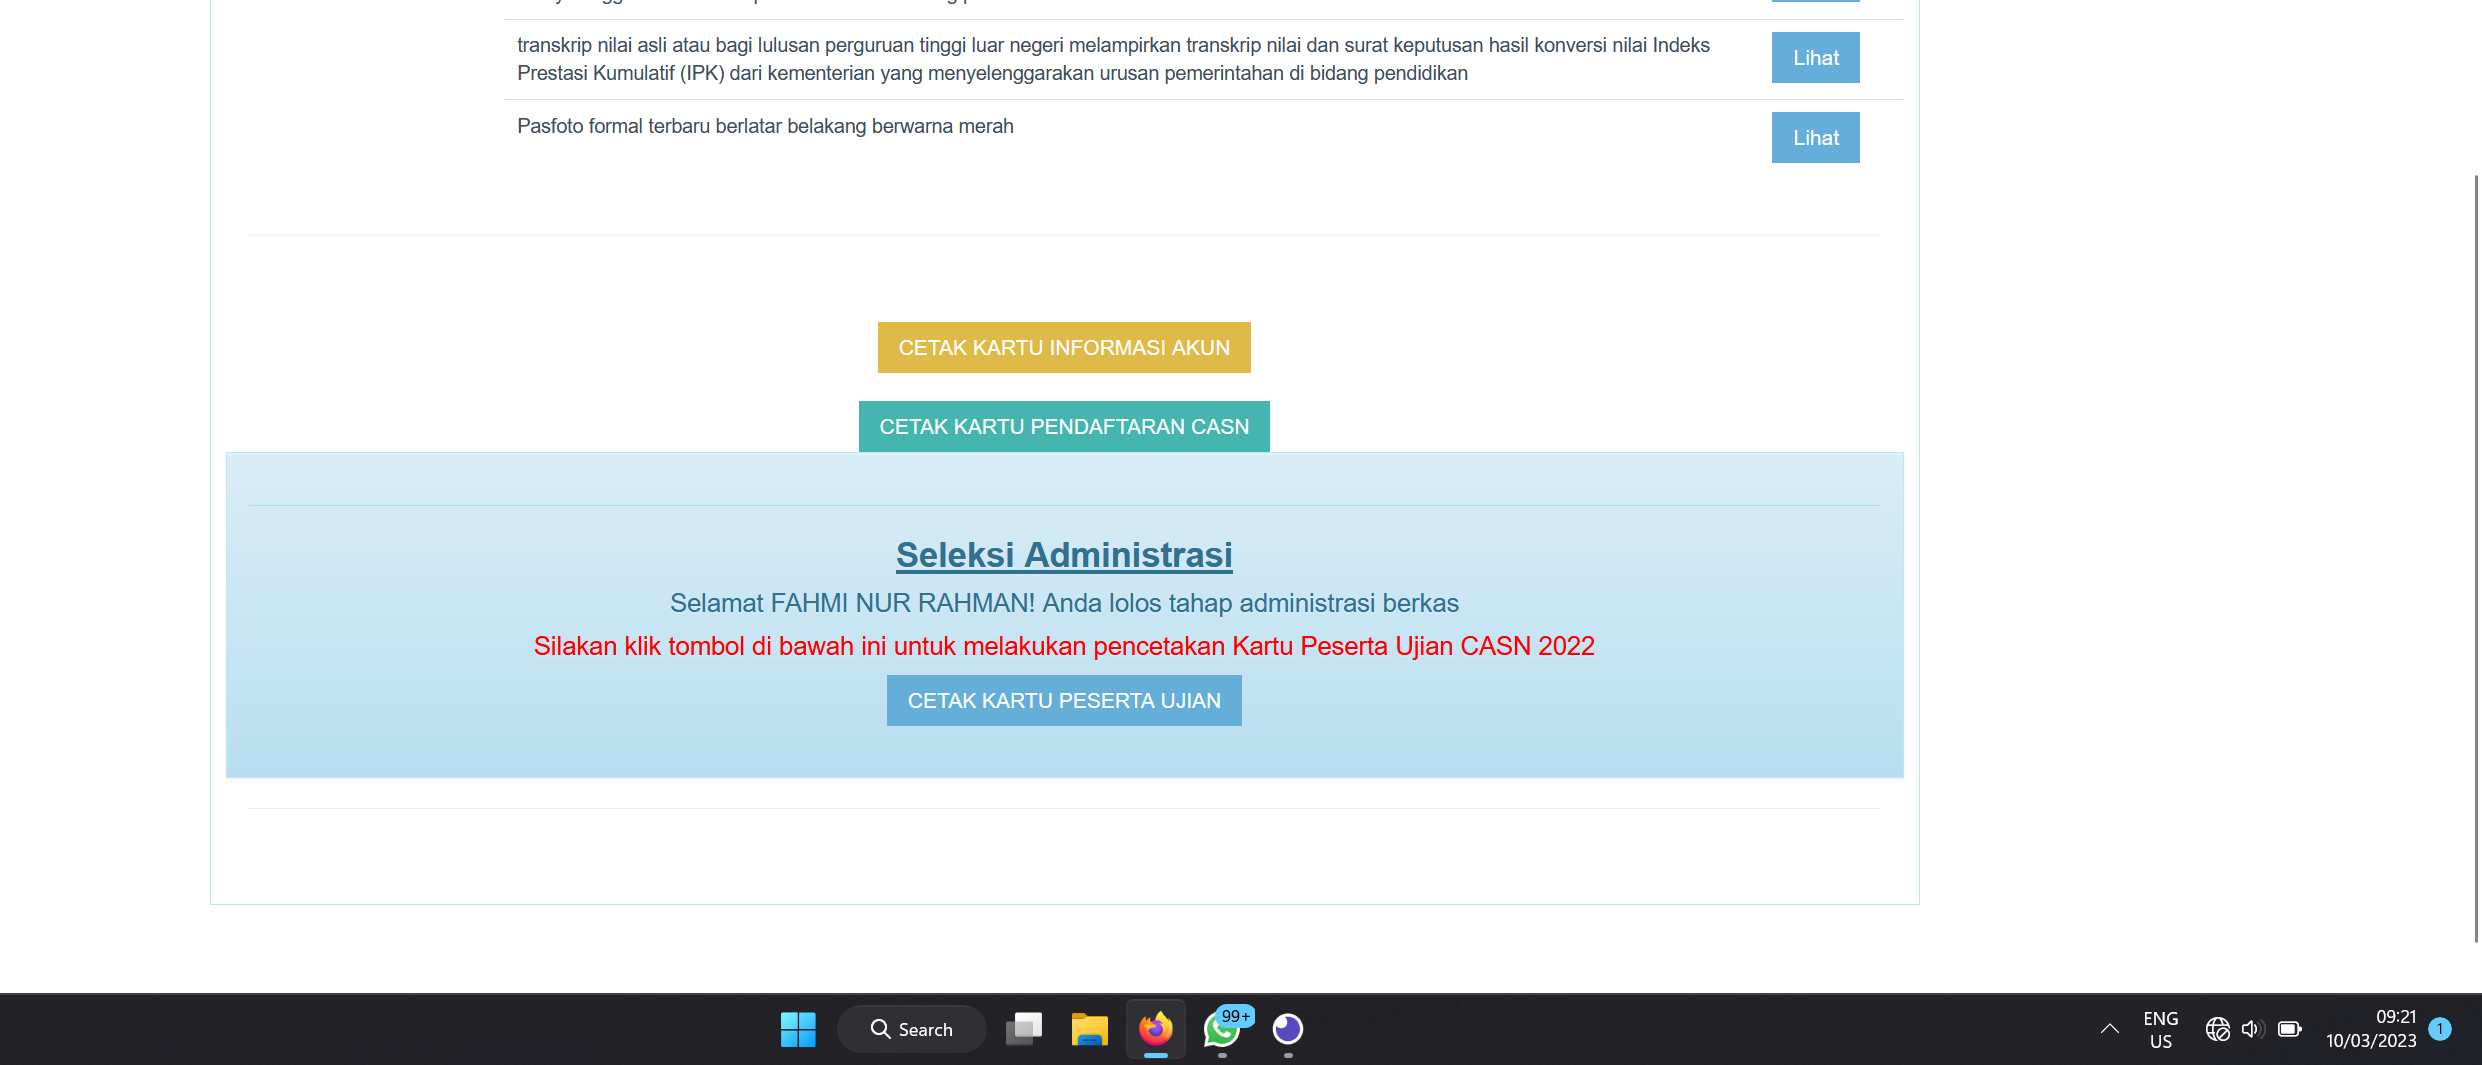 transkrip nilai asli atau bagi lulusan perguruan tinggi luar negeri melampirkan transkrip nilai dan surat keputusan hasil konversi nilai Indeks
Prestasi Kumulatif (IPK) dari kementerian yang menyelenggarakan urusan pemerintahan di bidang pendidikan
Lihat
Pasfoto formal terbaru berlatar belakang berwarna merah
Lihat
CETAK KARTU INFORMASI AKUN
CETAK KARTU PENDAFTARAN CASN
Seleksi Administrasi
Selamat FAHMI NUR RAHMAN! Anda lolos tahap administrasi berkas
Silakan klik tombol di bawah ini untuk melakukan pencetakan Kartu Peserta Ujian CASN 2022
CETAK KARTU PESERTA UJIAN
Search
99+
ENG
US
09:21
10/03/2023
1